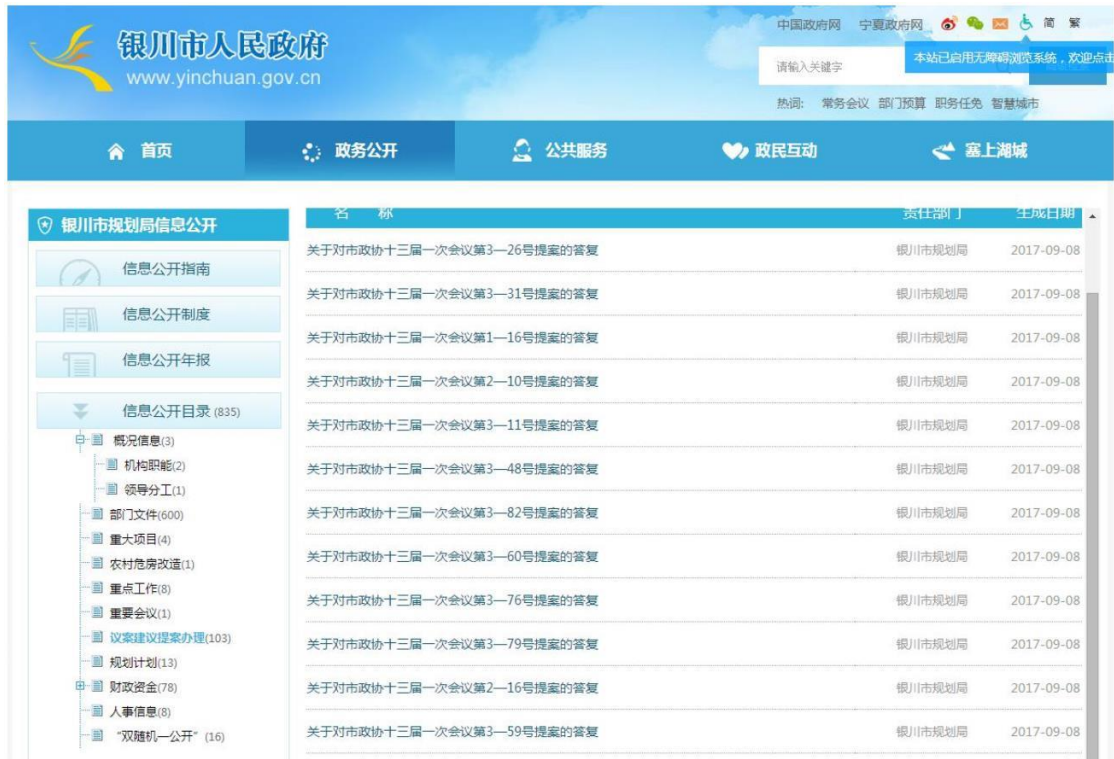 中国政府网 宁夏政府网 简 繁
银川市人民政府
www.yinchuan.gov.cn
本站已启用无障碍浏览系统，欢迎点击
请输入关键字
热词: 常务会议 部门预算 职务任免 智慧城市
首页 政务公开 公共服务 政民互动 塞上湖城
银川市规划局信息公开
信息公开指南
信息公开制度
信息公开年报
信息公开目录 (835)
概况信息(3)
机构职能(2)
领导分工(1)
部门文件(600)
重大项目(4)
农村危房改造(1)
重点工作(8)
重要会议(1)
议案建议提案办理(103)
规划计划(13)
财政资金(78)
人事信息(8)
“双随机一公开” (16)
名 称 责任部门 生成日期
关于对市政协十三届一次会议第3—26号提案的答复 银川市规划局 2017-09-08
关于对市政协十三届一次会议第3—31号提案的答复 银川市规划局 2017-09-08
关于对市政协十三届一次会议第1—16号提案的答复 银川市规划局 2017-09-08
关于对市政协十三届一次会议第2—10号提案的答复 银川市规划局 2017-09-08
关于对市政协十三届一次会议第3—11号提案的答复 银川市规划局 2017-09-08
关于对市政协十三届一次会议第3—48号提案的答复 银川市规划局 2017-09-08
关于对市政协十三届一次会议第3—82号提案的答复 银川市规划局 2017-09-08
关于对市政协十三届一次会议第3—60号提案的答复 银川市规划局 2017-09-08
关于对市政协十三届一次会议第3—76号提案的答复 银川市规划局 2017-09-08
关于对市政协十三届一次会议第3—79号提案的答复 银川市规划局 2017-09-08
关于对市政协十三届一次会议第2—16号提案的答复 银川市规划局 2017-09-08
关于对市政协十三届一次会议第3—59号提案的答复 银川市规划局 2017-09-08